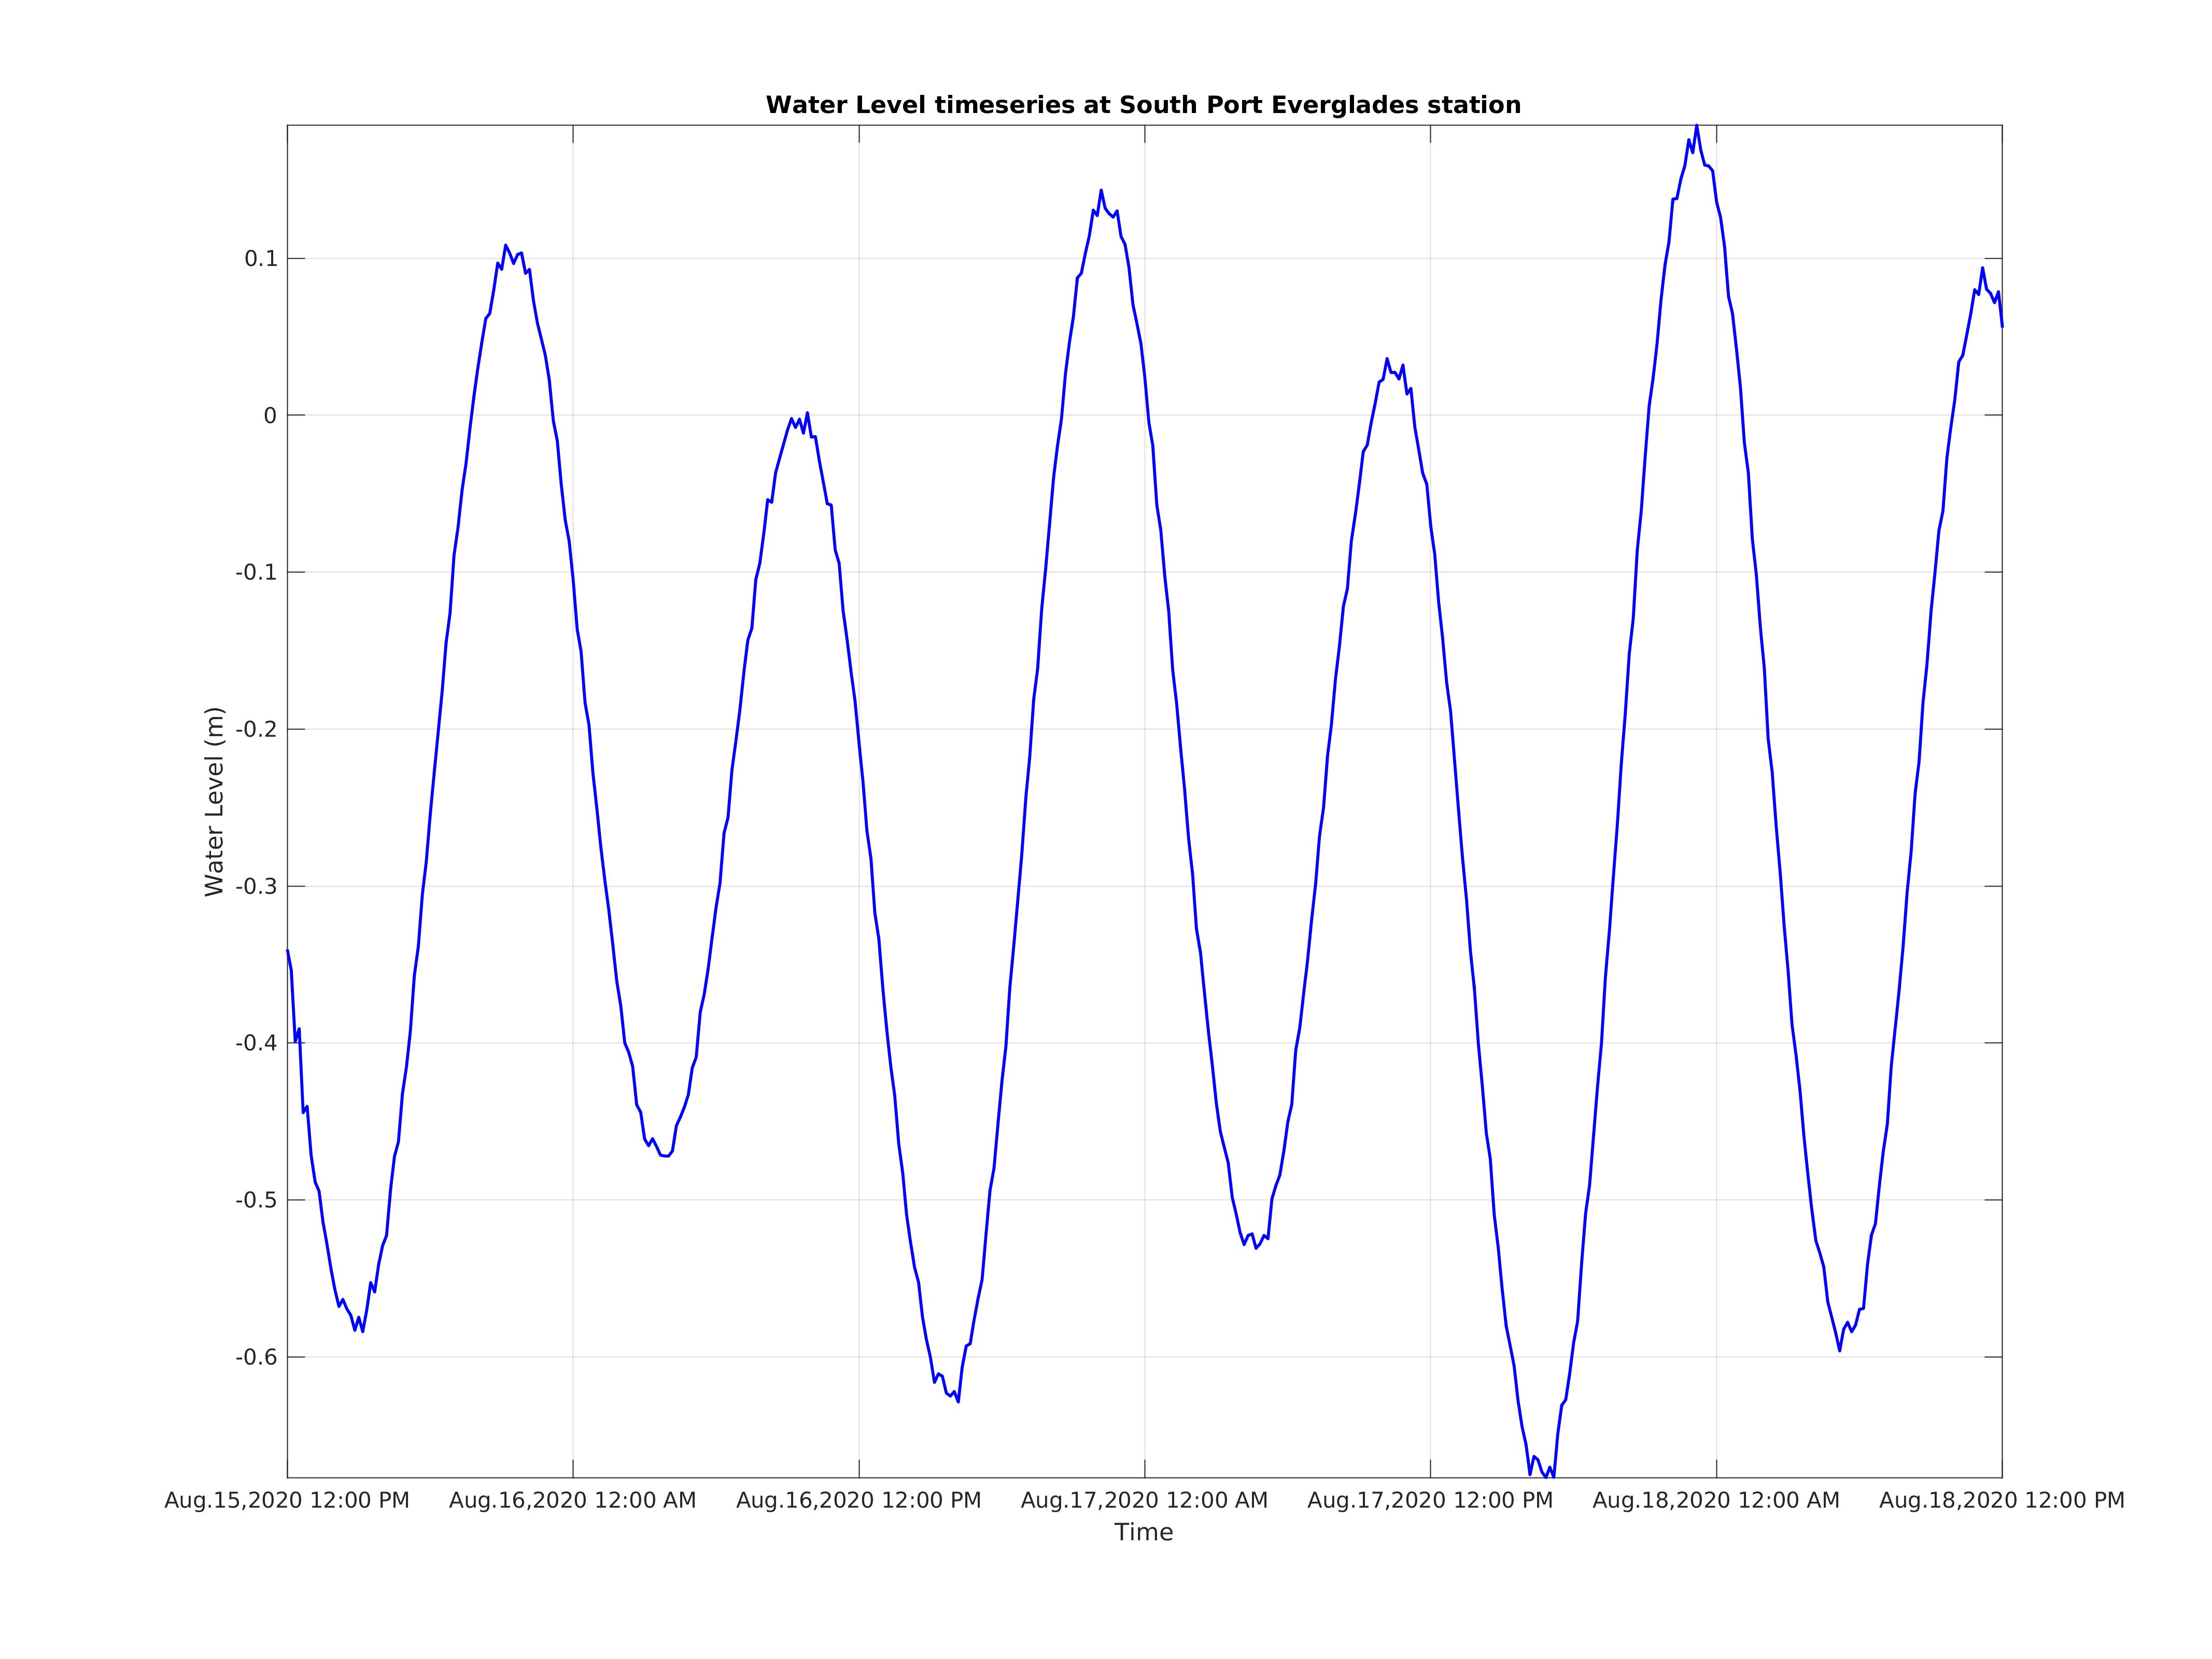 Water Level timeseries at South Port Everglades station
0.1
0
-0.1
-0.2
-0.3
-0.4
-0.5
-0.6
Water Level (m)
Aug.15,2020 12:00 PM
Aug.16,2020 12:00 AM
Aug.16,2020 12:00 PM
Aug.17,2020 12:00 AM
Aug.17,2020 12:00 PM
Aug.18,2020 12:00 AM
Aug.18,2020 12:00 PM
Time